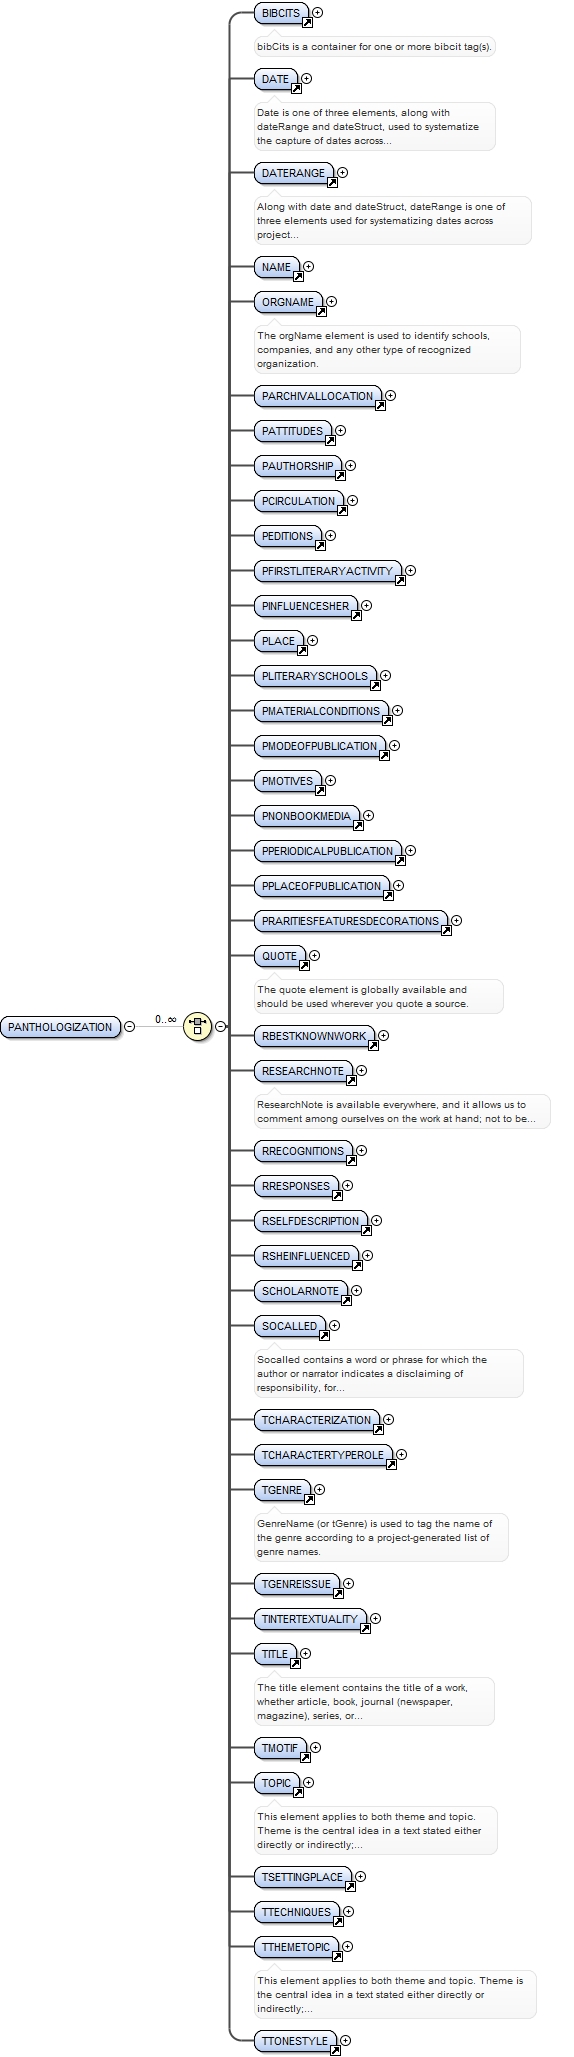 BIBCITS
bibCits is a container for one or more bibcit tag(s).
DATE
Date is one of three elements, along with
dateRange and dateStruct, used to systematize
the capture of dates across...
DATERANGE
Along with date and dateStruct, dateRange is one of
three elements used for systematizing dates across
project...
NAME
ORGNAME
The orgName element is used to identify schools,
companies, and any other type of recognized
organization.
PARCHIVALLOCATION
PATTITUDES
PAUTHORSHIP
PCIRCULATION
PEDITIONS
PFIRSTLITERARYACTIVITY
PINFLUENCESHER
PLACE
PLITERARYSCHOOLS
PMATERIALCONDITIONS
PMODEOFPUBLICATION
PMOTIVES
PNONBOOKMEDIA
PPERIODICALPUBLICATION
PPLACEOFPUBLICATION
PRARITIESFEATURESDECORATIONS
QUOTE
The quote element is globally available and
should be used wherever you quote a source.
PANTHOLOGIZATION
0..∞
RBESTKNOWNWORK
RESEARCHNOTE
ResearchNote is available everywhere, and it allows us to
comment among ourselves on the work at hand; not to be...
RRECOGNITIONS
RRESPONSES
RSELFDESCRIPTION
RSHEINFLUENCED
SCHOLARNOTE
SOCALLED
Socalled contains a word or phrase for which the
author or narrator indicates a disclaiming of
responsibility, for...
TCHARACTERIZATION
TCHARACTERTYPEROLE
TGENRE
GenreName (or tGenre) is used to tag the name of
the genre according to a project-generated list of
genre names.
TGENREISSUE
TINTERTEXTUALITY
TITLE
The title element contains the title of a work,
whether article, book, journal (newspaper,
magazine), series, or...
TMOTIF
TOPIC
This element applies to both theme and topic.
Theme is the central idea in a text stated either
directly or indirectly;...
TSETTINGPLACE
TTECHNIQUES
TTHEMETOPIC
This element applies to both theme and topic. Theme is
the central idea in a text stated either directly or
indirectly;...
TTONESTYLE